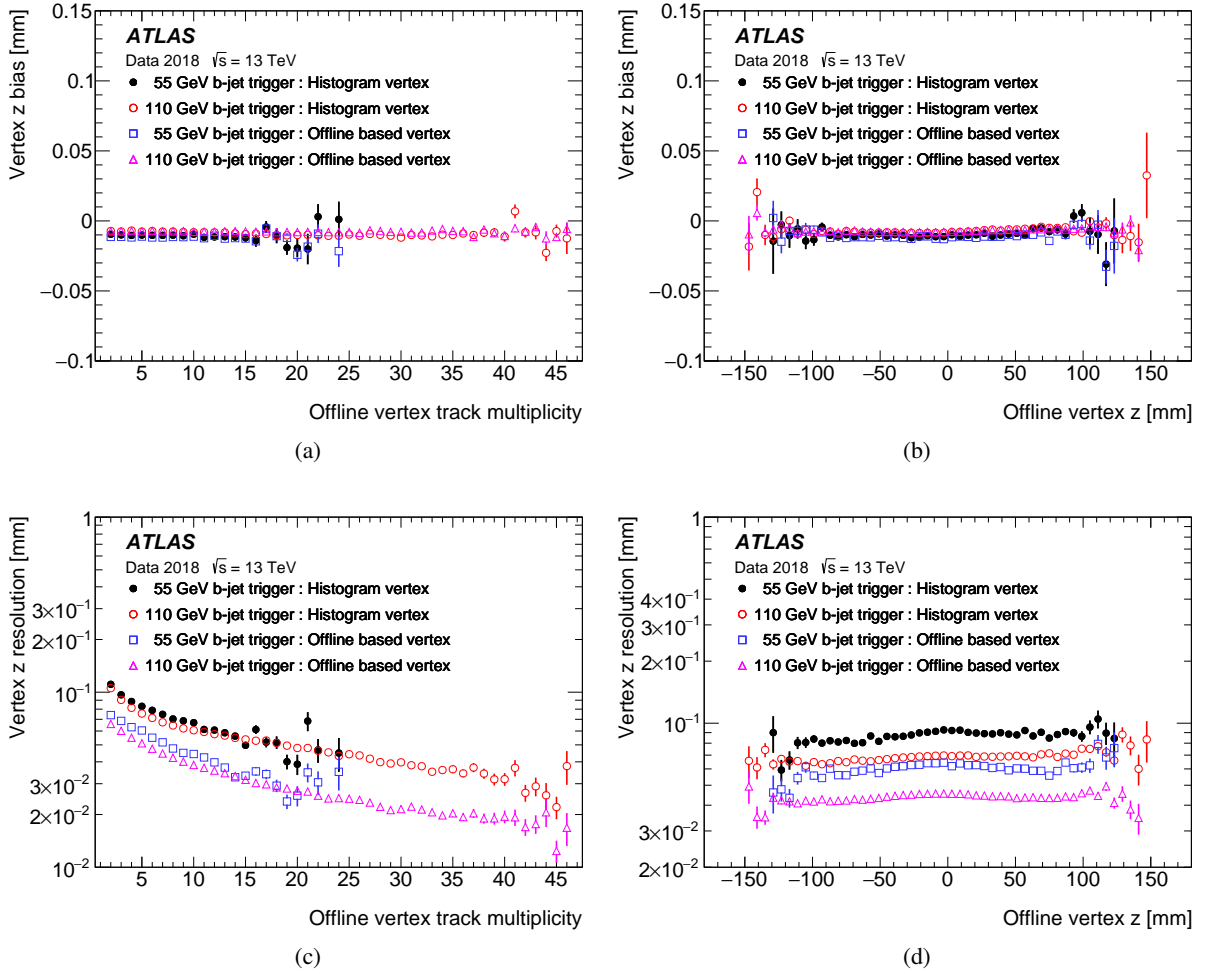 ATLAS
Data 2018 √s = 13 TeV
55 GeV b-jet trigger : Histogram vertex
110 GeV b-jet trigger : Histogram vertex
55 GeV b-jet trigger : Offline based vertex
110 GeV b-jet trigger : Offline based vertex
Vertex z bias [mm]
0.15
0.1
0.05
0
−0.05
−0.1
5 10 15 20 25 30 35 40 45
Offline vertex track multiplicity
(a)
ATLAS
Data 2018 √s = 13 TeV
55 GeV b-jet trigger : Histogram vertex
110 GeV b-jet trigger : Histogram vertex
55 GeV b-jet trigger : Offline based vertex
110 GeV b-jet trigger : Offline based vertex
Vertex z bias [mm]
0.15
0.1
0.05
0
−0.05
−0.1
−150 −100 −50 0 50 100 150
Offline vertex z [mm]
(b)
ATLAS
Data 2018 √s = 13 TeV
55 GeV b-jet trigger : Histogram vertex
110 GeV b-jet trigger : Histogram vertex
55 GeV b-jet trigger : Offline based vertex
110 GeV b-jet trigger : Offline based vertex
Vertex z resolution [mm]
1
3×10⁻¹
2×10⁻¹
10⁻¹
3×10⁻²
2×10⁻²
10⁻²
5 10 15 20 25 30 35 40 45
Offline vertex track multiplicity
(c)
ATLAS
Data 2018 √s = 13 TeV
55 GeV b-jet trigger : Histogram vertex
110 GeV b-jet trigger : Histogram vertex
55 GeV b-jet trigger : Offline based vertex
110 GeV b-jet trigger : Offline based vertex
Vertex z resolution [mm]
1
4×10⁻¹
3×10⁻¹
2×10⁻¹
10⁻¹
3×10⁻²
2×10⁻²
−150 −100 −50 0 50 100 150
Offline vertex z [mm]
(d)